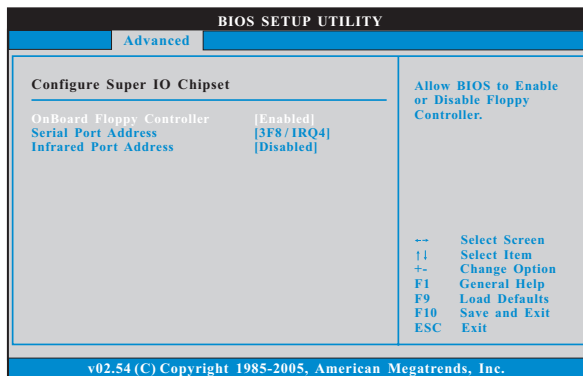 BIOS SETUP UTILITY
Advanced
Configure Super IO Chipset
OnBoard Floppy Controller [Enabled]
Serial Port Address [3F8 / IRQ4]
Infrared Port Address [Disabled]
Allow BIOS to Enable
or Disable Floppy
Controller.
←→ Select Screen
↑↓ Select Item
+- Change Option
F1 General Help
F9 Load Defaults
F10 Save and Exit
ESC Exit
v02.54 (C) Copyright 1985-2005, American Megatrends, Inc.